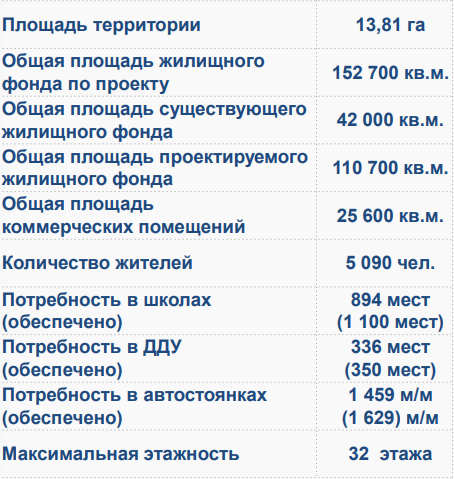 Площадь территории 13,81 га
Общая площадь жилищного
фонда по проекту 152 700 кв.м.
Общая площадь существующего
жилищного фонда 42 000 кв.м.
Общая площадь проектируемого
жилищного фонда 110 700 кв.м.
Общая площадь
коммерческих помещений 25 600 кв.м.
Количество жителей 5 090 чел.
Потребность в школах 894 мест
(обеспечено) (1 100 мест)
Потребность в ДДУ 336 мест
(обеспечено) (350 мест)
Потребность в автостоянках 1 459 м/м
(обеспечено) (1 629) м/м
Максимальная этажность 32 этажа